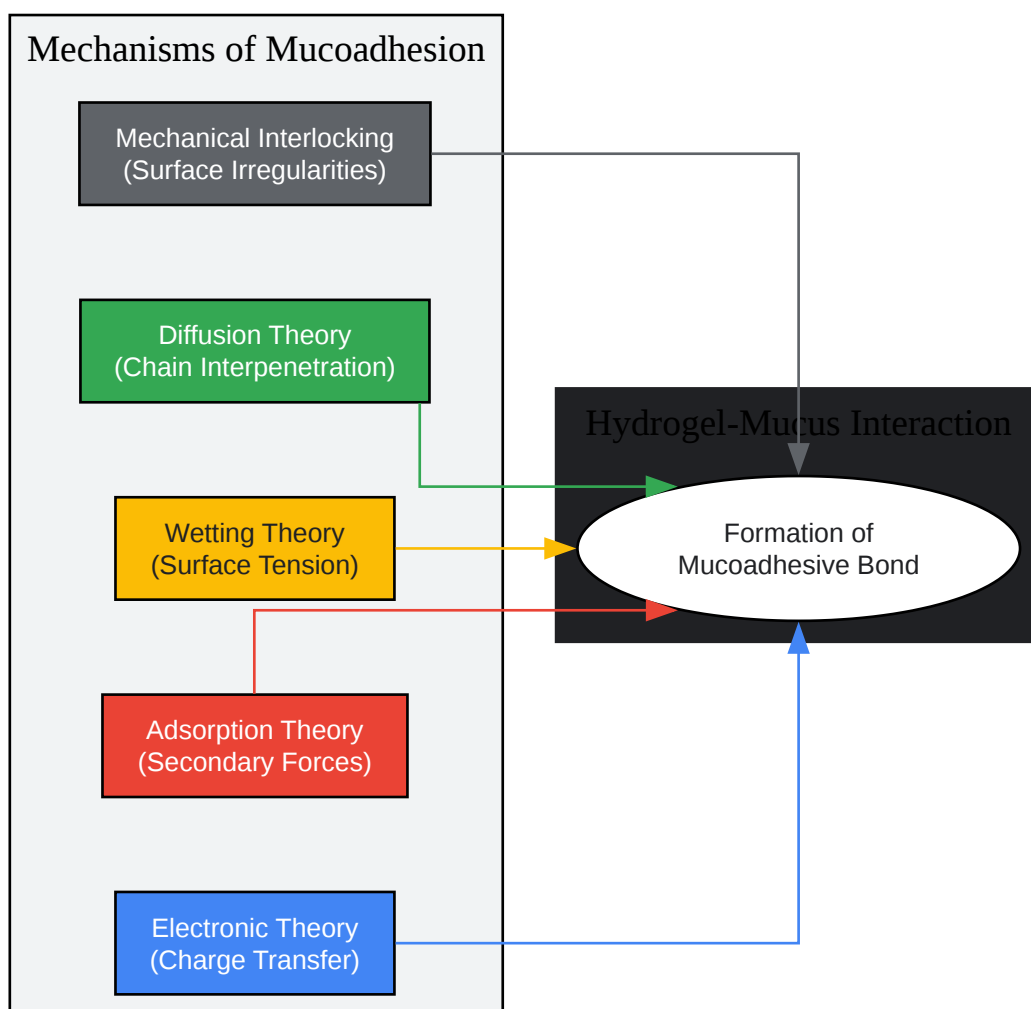 Mechanisms of Mucoadhesion
Mechanical Interlocking
(Surface Irregularities)
Diffusion Theory
(Chain Interpenetration)
Wetting Theory
(Surface Tension)
Adsorption Theory
(Secondary Forces)
Electronic Theory
(Charge Transfer)
Hydrogel-Mucus Interaction
Formation of
Mucoadhesive Bond